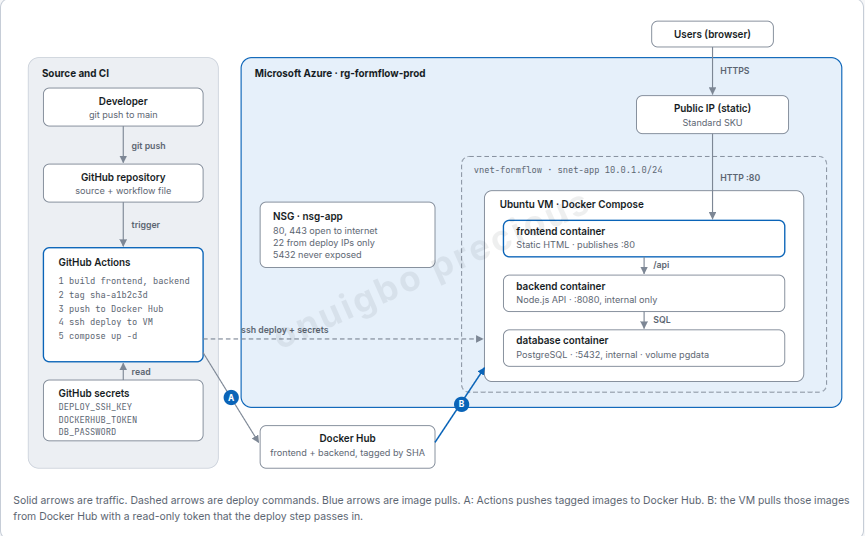 Users (browser)
HTTPS
Source and CI
Microsoft Azure · rg-formflow-prod
Developer
git push to main
git push
GitHub repository
source + workflow file
trigger
GitHub Actions
1 build frontend, backend
2 tag sha-a1b2c3d
3 push to Docker Hub
4 ssh deploy to VM
5 compose up -d
read
GitHub secrets
DEPLOY_SSH_KEY
DOCKERHUB_TOKEN
DB_PASSWORD
Public IP (static)
Standard SKU
HTTP :80
vnet-formflow · snet-app 10.0.1.0/24
NSG · nsg-app
80, 443 open to internet
22 from deploy IPs only
5432 never exposed
Ubuntu VM · Docker Compose
frontend container
Static HTML · publishes :80
/api
backend container
Node.js API · :8080, internal only
SQL
database container
PostgreSQL · :5432, internal · volume pgdata
ssh deploy + secrets
onuigbo precious
A
B
Docker Hub
frontend + backend, tagged by SHA
Solid arrows are traffic. Dashed arrows are deploy commands. Blue arrows are image pulls. A: Actions pushes tagged images to Docker Hub. B: the VM pulls those images
from Docker Hub with a read-only token that the deploy step passes in.